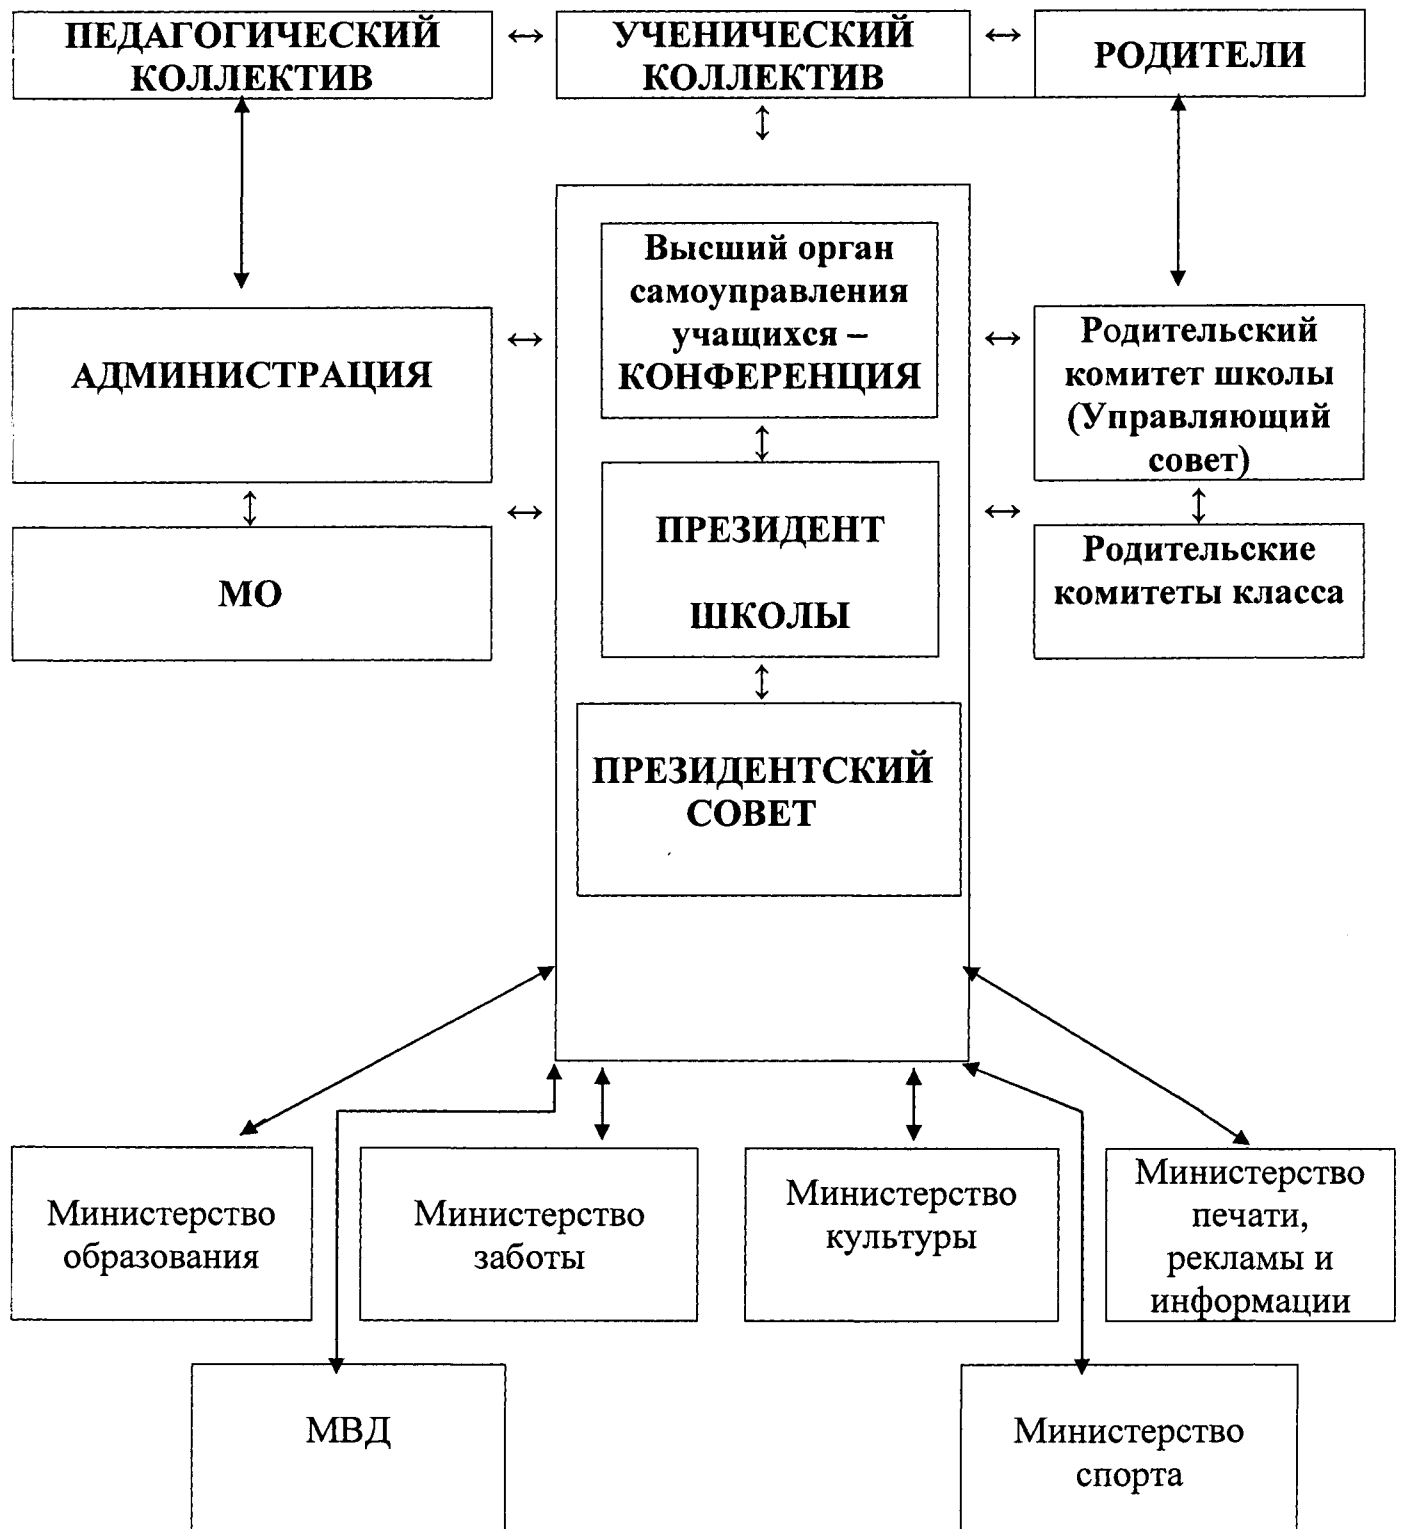 ПЕДАГОГИЧЕСКИЙ
КОЛЛЕКТИВ
УЧЕНИЧЕСКИЙ
КОЛЛЕКТИВ
РОДИТЕЛИ
Высший орган
самоуправления
учащихся –
КОНФЕРЕНЦИЯ
АДМИНИСТРАЦИЯ
Родительский
комитет школы
(Управляющий
совет)
МО
ПРЕЗИДЕНТ
ШКОЛЫ
Родительские
комитеты класса
ПРЕЗИДЕНТСКИЙ
СОВЕТ
Министерство
образования
Министерство
заботы
Министерство
культуры
Министерство
печати,
рекламы и
информации
МВД
Министерство
спорта